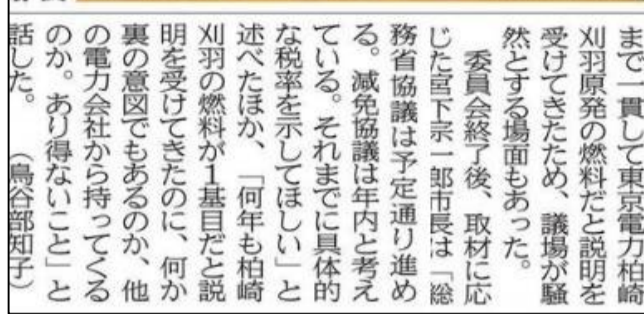 まで一貫して東京電力柏崎
刈羽原発の燃料だと説明を
受けてきたため、議場が騒
然とする場面もあった。
委員会終了後、取材に応
じた宮下宗一郎市長は「総
務省協議は予定通り進め
る。減免協議は年内と考え
ている。それまでに具体的
な税率を示してほしい」と
述べたほか、「何年も柏崎
刈羽の燃料が1基目だと説
明を受けてきたのに、何か
裏の意図でもあるのか、他
の電力会社から持ってくる
のか。あり得ないこと」と
話した。　（鳥谷部知子）